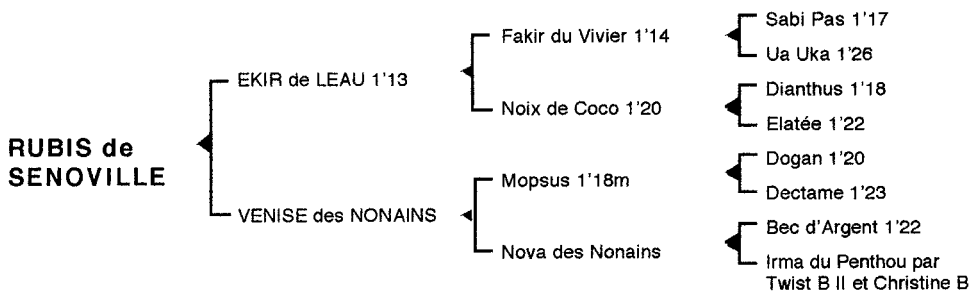 Sabi Pas 1'17
Fakir du Vivier 1'14
Ua Uka 1'26
EKIR de LEAU 1'13
Dianthus 1'18
Noix de Coco 1'20
Elatée 1'22
RUBIS de
SENOVILLE
Dogan 1'20
Mopsus 1'18m
Dectame 1'23
VENISE des NONAINS
Bec d'Argent 1'22
Nova des Nonains
Irma du Penthou par
Twist B II et Christine B